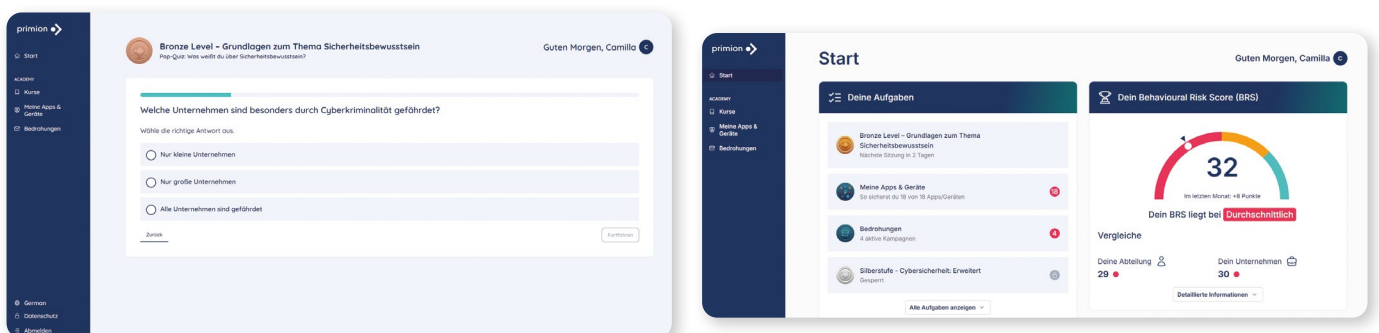 primion
Start
ACADEMY
Kurse
Meine Apps &
Geräte
Bedrohungen
German
Datenschutz
Abmelden
Bronze Level – Grundlagen zum Thema Sicherheitsbewusstsein
Pop-Quiz: Was weißt du über Sicherheitsbewusstsein?
Guten Morgen, Camilla C
Welche Unternehmen sind besonders durch Cyberkriminalität gefährdet?
Wähle die richtige Antwort aus.
Nur kleine Unternehmen
Nur große Unternehmen
Alle Unternehmen sind gefährdet
Zurück
Fortfahren
primion
Start
ACADEMY
Kurse
Meine Apps &
Geräte
Bedrohungen
Start
Guten Morgen, Camilla C
Deine Aufgaben
Bronze Level – Grundlagen zum Thema
Sicherheitsbewusstsein
Nächste Sitzung in 2 Tagen
Meine Apps & Geräte
So sicherst du 18 von 18 Apps/Geräten
18
Bedrohungen
4 aktive Kampagnen
4
Silberstufe - Cybersicherheit: Erweitert
Gesperrt
Alle Aufgaben anzeigen
Dein Behavioural Risk Score (BRS)
32
Im letzten Monat: +8 Punkte
Dein BRS liegt bei Durchschnittlich
Vergleiche
Deine Abteilung
29
Dein Unternehmen
30
Detaillierte Informationen